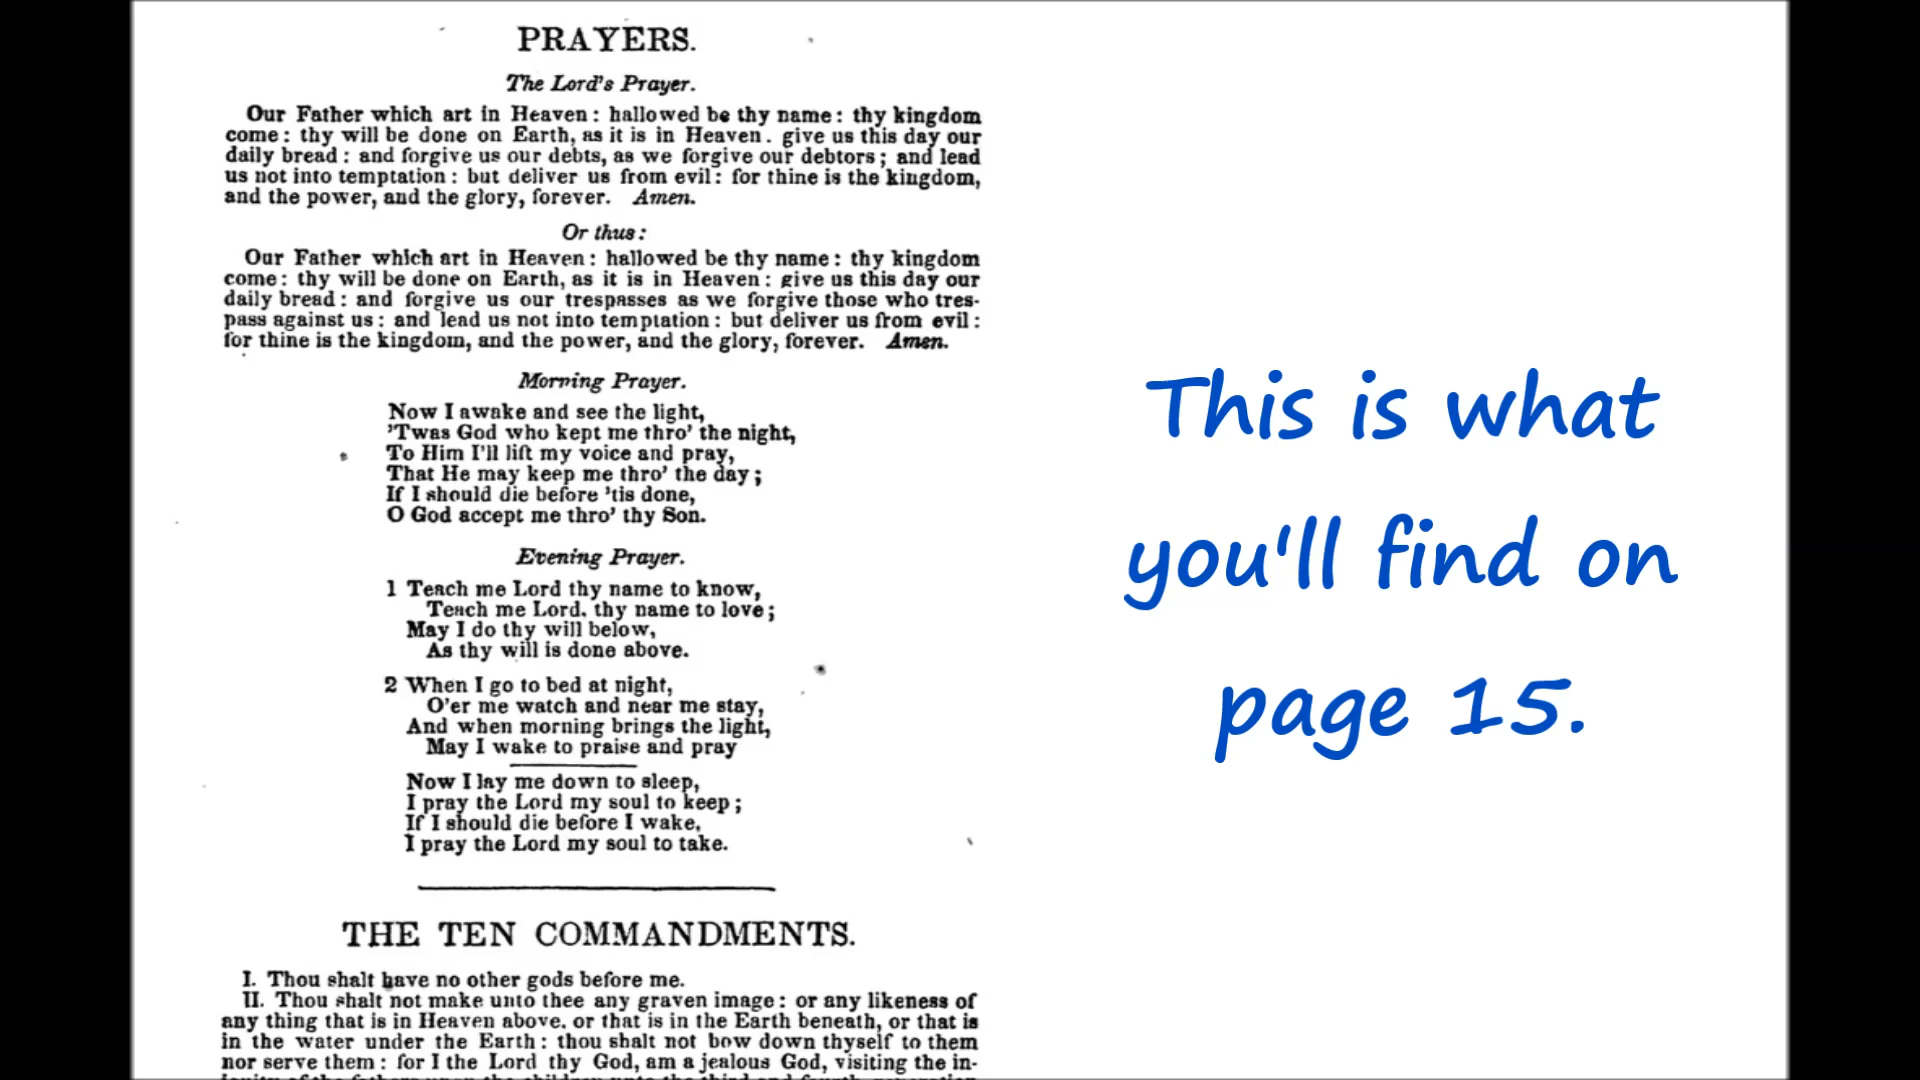 PRAYERS.
The Lord's Prayer.
Our Father which art in Heaven: hallowed be thy name: thy kingdom
come: thy will be done on Earth, as it is in Heaven. give us this day our
daily bread: and forgive us our debts, as we forgive our debtors; and lead
us not into temptation: but deliver us from evil: for thine is the kingdom,
and the power, and the glory, forever. Amen.
Or thus:
Our Father which art in Heaven: hallowed be thy name: thy kingdom
come: thy will be done on Earth, as it is in Heaven: give us this day our
daily bread: and forgive us our trespasses as we forgive those who tres-
pass against us: and lead us not into temptation: but deliver us from evil:
for thine is the kingdom, and the power, and the glory, forever. Amen.
Morning Prayer.
Now I awake and see the light,
'Twas God who kept me thro' the night,
To Him I'll lift my voice and pray,
That He may keep me thro' the day;
If I should die before 'tis done,
O God accept me thro' thy Son.
Evening Prayer.
1 Teach me Lord thy name to know,
Teach me Lord, thy name to love;
May I do thy will below,
As thy will is done above.
2 When I go to bed at night,
O'er me watch and near me stay,
And when morning brings the light,
May I wake to praise and pray
Now I lay me down to sleep,
I pray the Lord my soul to keep;
If I should die before I wake,
I pray the Lord my soul to take.
THE TEN COMMANDMENTS.
I. Thou shalt have no other gods before me.
II. Thou shalt not make unto thee any graven image: or any likeness of
any thing that is in Heaven above, or that is in the Earth beneath, or that is
in the water under the Earth: thou shalt not bow down thyself to them
nor serve them: for I the Lord thy God, am a jealous God, visiting the in-
This is what
you'll find on
page 15.